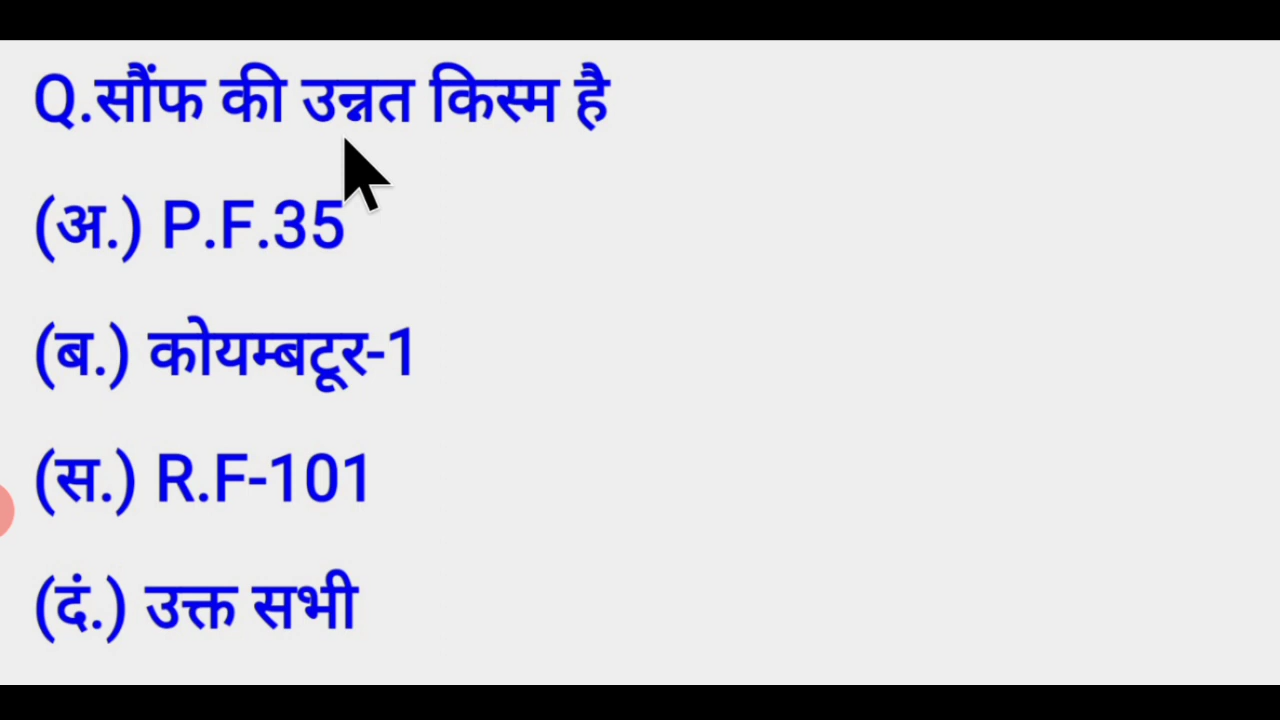 Q.सौंफ की उन्नत किस्म है
(अ.) P.F.35
(ब.) कोयम्बटूर-1
(स.) R.F-101
(दं.) उक्त सभी